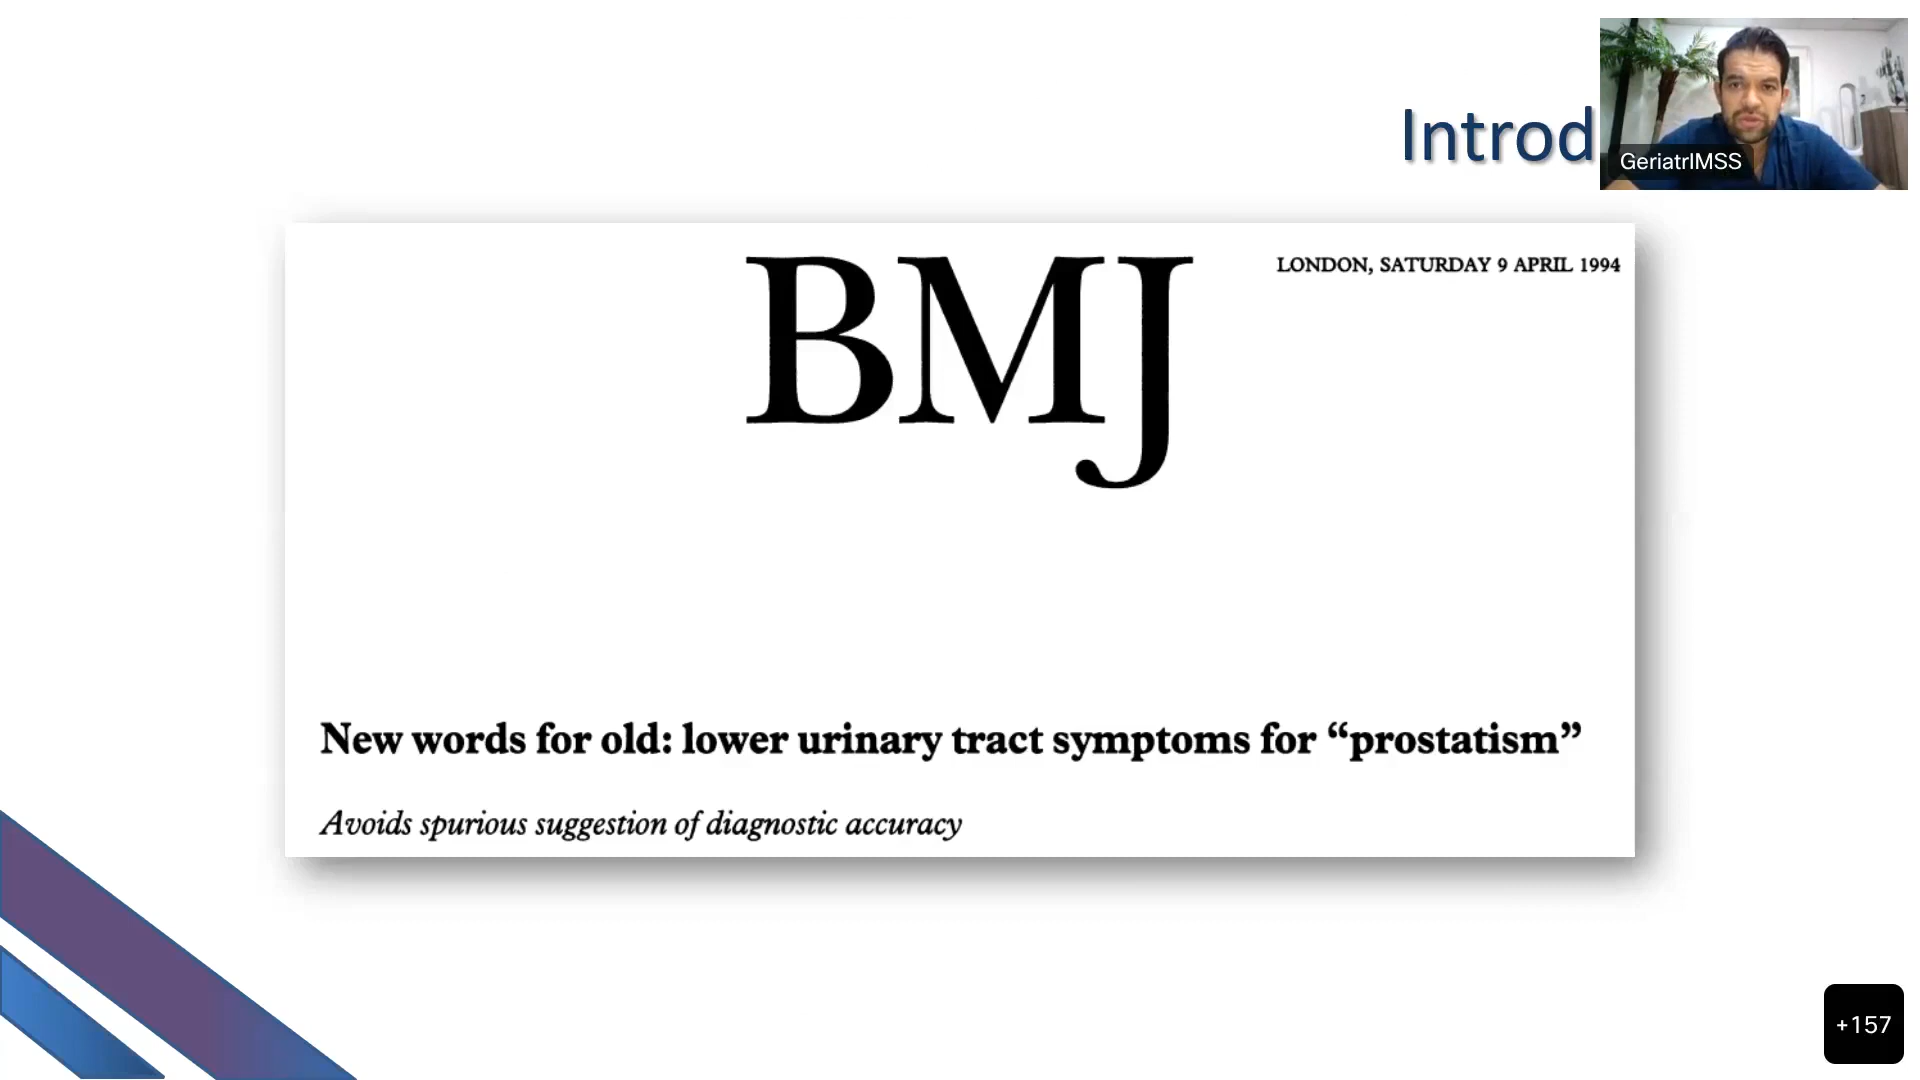 Introd
GeriatrIMSS
BMJ
LONDON, SATURDAY 9 APRIL 1994
New words for old: lower urinary tract symptoms for “prostatism”
Avoids spurious suggestion of diagnostic accuracy
+157